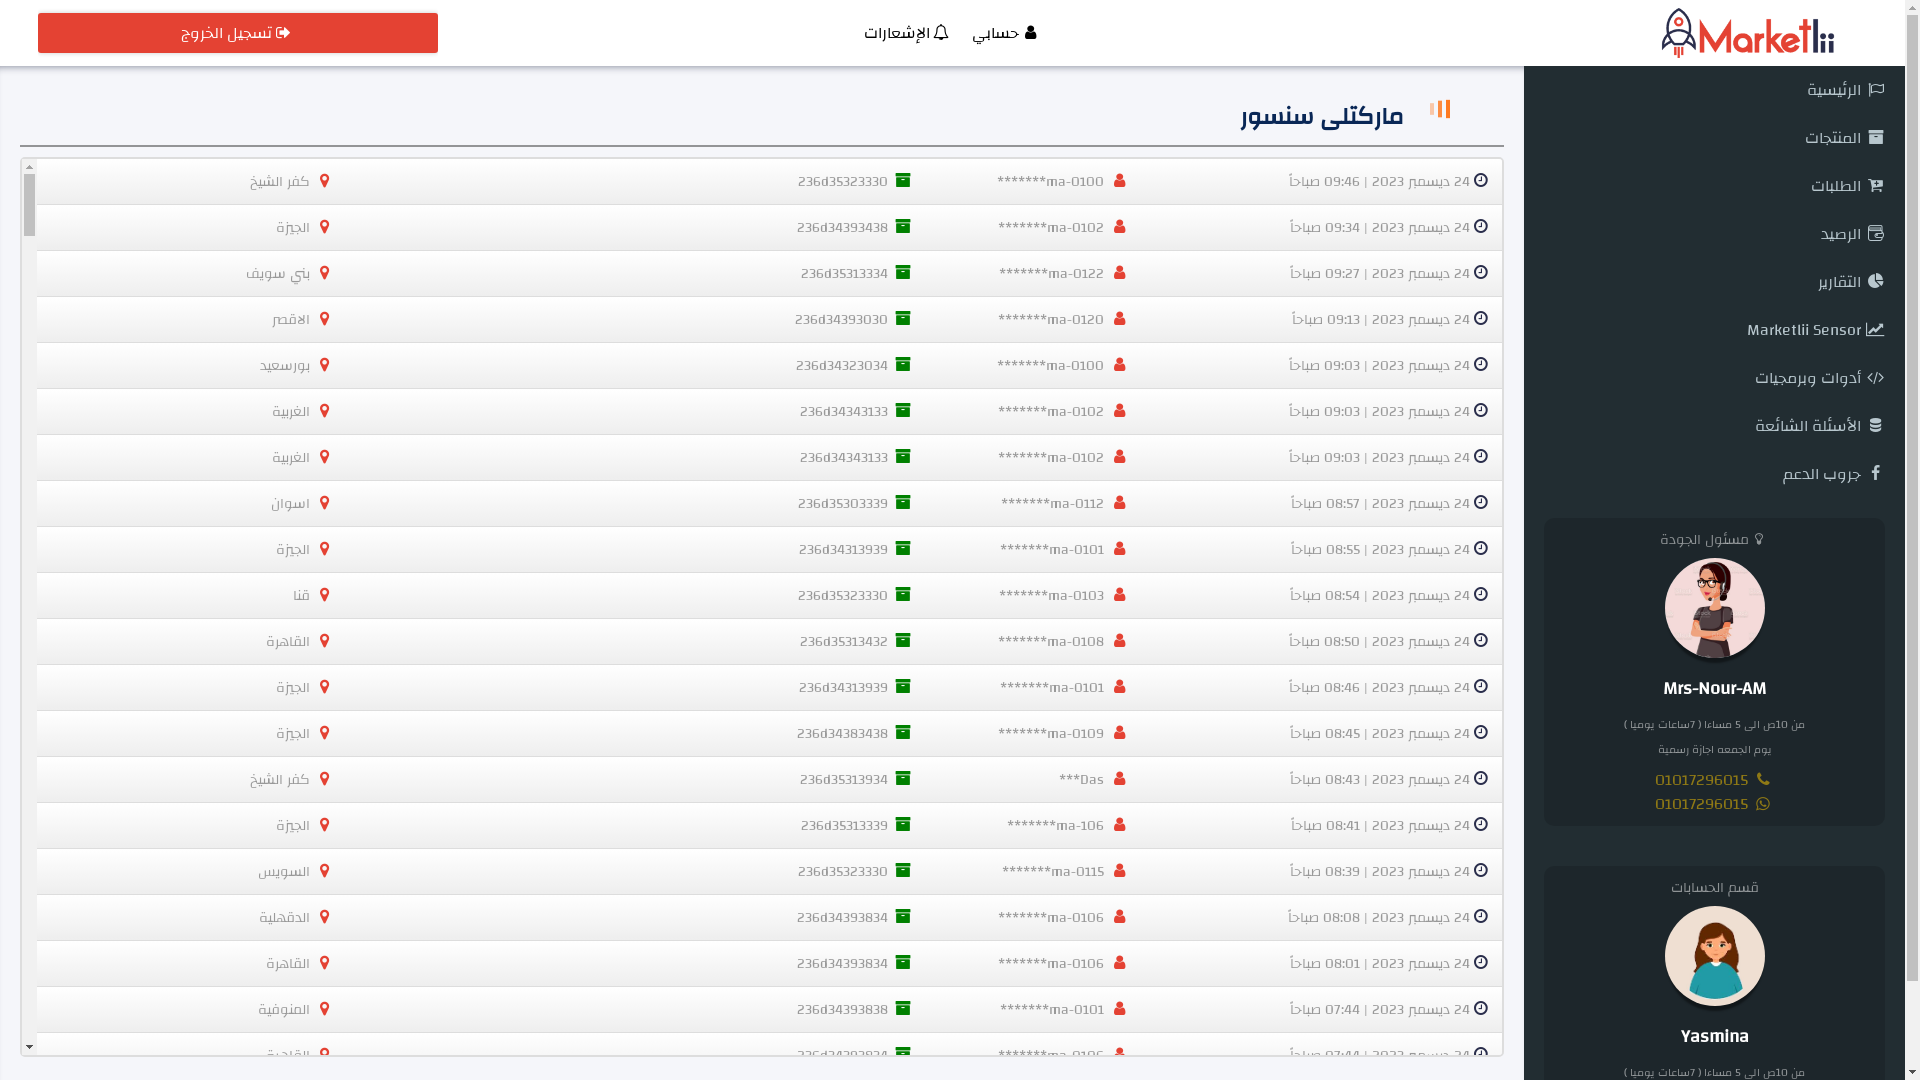 Marketlii
حسابي
الإشعارات
تسجيل الخروج
الرئيسية
المنتجات
الطلبات
الرصيد
التقارير
Marketlii Sensor
أدوات وبرمجيات
الأسئلة الشائعة
جروب الدعم
مسئول الجودة
Mrs-Nour-AM
من 10ص الى 5 مساءا ( 7ساعات يوميا )
يوم الجمعه اجازة رسمية
01017296015
01017296015
قسم الحسابات
Yasmina
من 10ص الى 5 مساءا ( 7ساعات يوميا )
ماركتلى سنسور
24 ديسمبر 2023 | 09:46 صباحاً ma-0100******* 236d35323330 كفر الشيخ
24 ديسمبر 2023 | 09:34 صباحاً ma-0102******* 236d34393438 الجيزة
24 ديسمبر 2023 | 09:27 صباحاً ma-0122******* 236d35313334 بني سويف
24 ديسمبر 2023 | 09:13 صباحاً ma-0120******* 236d34393030 الاقصر
24 ديسمبر 2023 | 09:03 صباحاً ma-0100******* 236d34323034 بورسعيد
24 ديسمبر 2023 | 09:03 صباحاً ma-0102******* 236d34343133 الغربية
24 ديسمبر 2023 | 09:03 صباحاً ma-0102******* 236d34343133 الغربية
24 ديسمبر 2023 | 08:57 صباحاً ma-0112******* 236d35303339 اسوان
24 ديسمبر 2023 | 08:55 صباحاً ma-0101******* 236d34313939 الجيزة
24 ديسمبر 2023 | 08:54 صباحاً ma-0103******* 236d35323330 قنا
24 ديسمبر 2023 | 08:50 صباحاً ma-0108******* 236d35313432 القاهرة
24 ديسمبر 2023 | 08:46 صباحاً ma-0101******* 236d34313939 الجيزة
24 ديسمبر 2023 | 08:45 صباحاً ma-0109******* 236d34383438 الجيزة
24 ديسمبر 2023 | 08:43 صباحاً Das*** 236d35313934 كفر الشيخ
24 ديسمبر 2023 | 08:41 صباحاً ma-106******* 236d35313339 الجيزة
24 ديسمبر 2023 | 08:39 صباحاً ma-0115******* 236d35323330 السويس
24 ديسمبر 2023 | 08:08 صباحاً ma-0106******* 236d34393834 الدقهلية
24 ديسمبر 2023 | 08:01 صباحاً ma-0106******* 236d34393834 القاهرة
24 ديسمبر 2023 | 07:44 صباحاً ma-0101******* 236d34393838 المنوفية